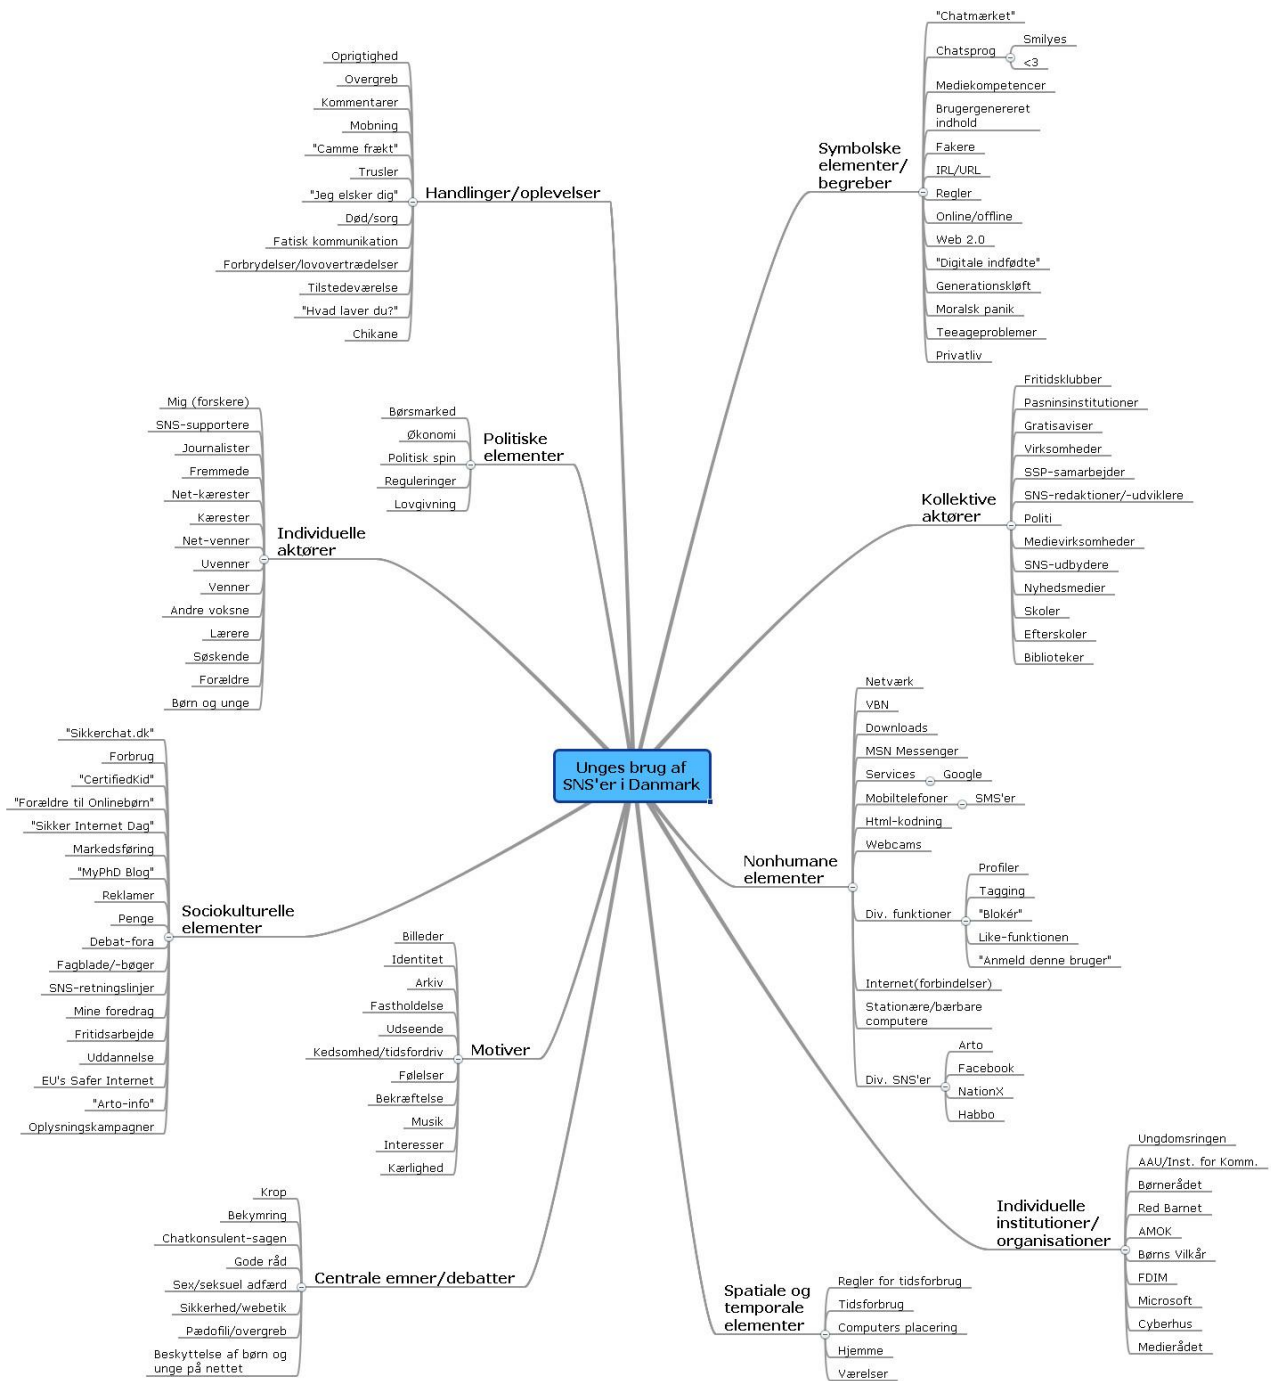 Unges brug af
SNS'er i Danmark
Handlinger/oplevelser
Oprigtighed
Overgreb
Kommentarer
Mobning
"Camme frækt"
Trusler
"Jeg elsker dig"
Død/sorg
Fatisk kommunikation
Forbrydelser/lovovertrædelser
Tilstedeværelse
"Hvad laver du?"
Chikane
Politiske
elementer
Børsmarked
Økonomi
Politisk spin
Reguleringer
Lovgivning
Individuelle
aktører
Mig (forskere)
SNS-supportere
Journalister
Fremmede
Net-kærester
Kærester
Net-venner
Uvenner
Venner
Andre voksne
Lærere
Søskende
Forældre
Børn og unge
Sociokulturelle
elementer
"Sikkerchat.dk"
Forbrug
"CertifiedKid"
"Forældre til Onlinebørn"
"Sikker Internet Dag"
Markedsføring
"MyPhD Blog"
Reklamer
Penge
Debat-fora
Fagblade/-bøger
SNS-retningslinjer
Mine foredrag
Fritidsarbejde
Uddannelse
EU's Safer Internet
"Arto-info"
Oplysningskampagner
Motiver
Billeder
Identitet
Arkiv
Fastholdelse
Udseende
Kedsomhed/tidsfordriv
Følelser
Bekræftelse
Musik
Interesser
Kærlighed
Centrale emner/debatter
Krop
Bekymring
Chatkonsulent-sagen
Gode råd
Sex/seksuel adfærd
Sikkerhed/webetik
Pædofili/overgreb
Beskyttelse af børn og
unge på nettet
Symbolske
elementer/
begreber
"Chatmærket"
Chatsprog
Smilyes
<3
Mediekompetencer
Brugergenereret
indhold
Fakere
IRL/URL
Regler
Online/offline
Web 2.0
"Digitale indfødte"
Generationskløft
Moralsk panik
Teeageproblemer
Privatliv
Kollektive
aktører
Fritidsklubber
Pasninsinstitutioner
Gratisaviser
Virksomheder
SSP-samarbejder
SNS-redaktioner/-udviklere
Politi
Medievirksomheder
SNS-udbydere
Nyhedsmedier
Skoler
Efterskoler
Biblioteker
Nonhumane
elementer
Netværk
VBN
Downloads
MSN Messenger
Services
Google
Mobiltelefoner
SMS'er
Html-kodning
Webcams
Div. funktioner
Profiler
Tagging
"Blokér"
Like-funktionen
"Anmeld denne bruger"
Internet(forbindelser)
Stationære/bærbare
computere
Div. SNS'er
Arto
Facebook
NationX
Habbo
Individuelle
institutioner/
organisationer
Ungdomsringen
AAU/Inst. for Komm.
Børnerådet
Red Barnet
AMOK
Børns Vilkår
FDIM
Microsoft
Cyberhus
Medierådet
Spatiale og
temporale
elementer
Regler for tidsforbrug
Tidsforbrug
Computers placering
Hjemme
Værelser